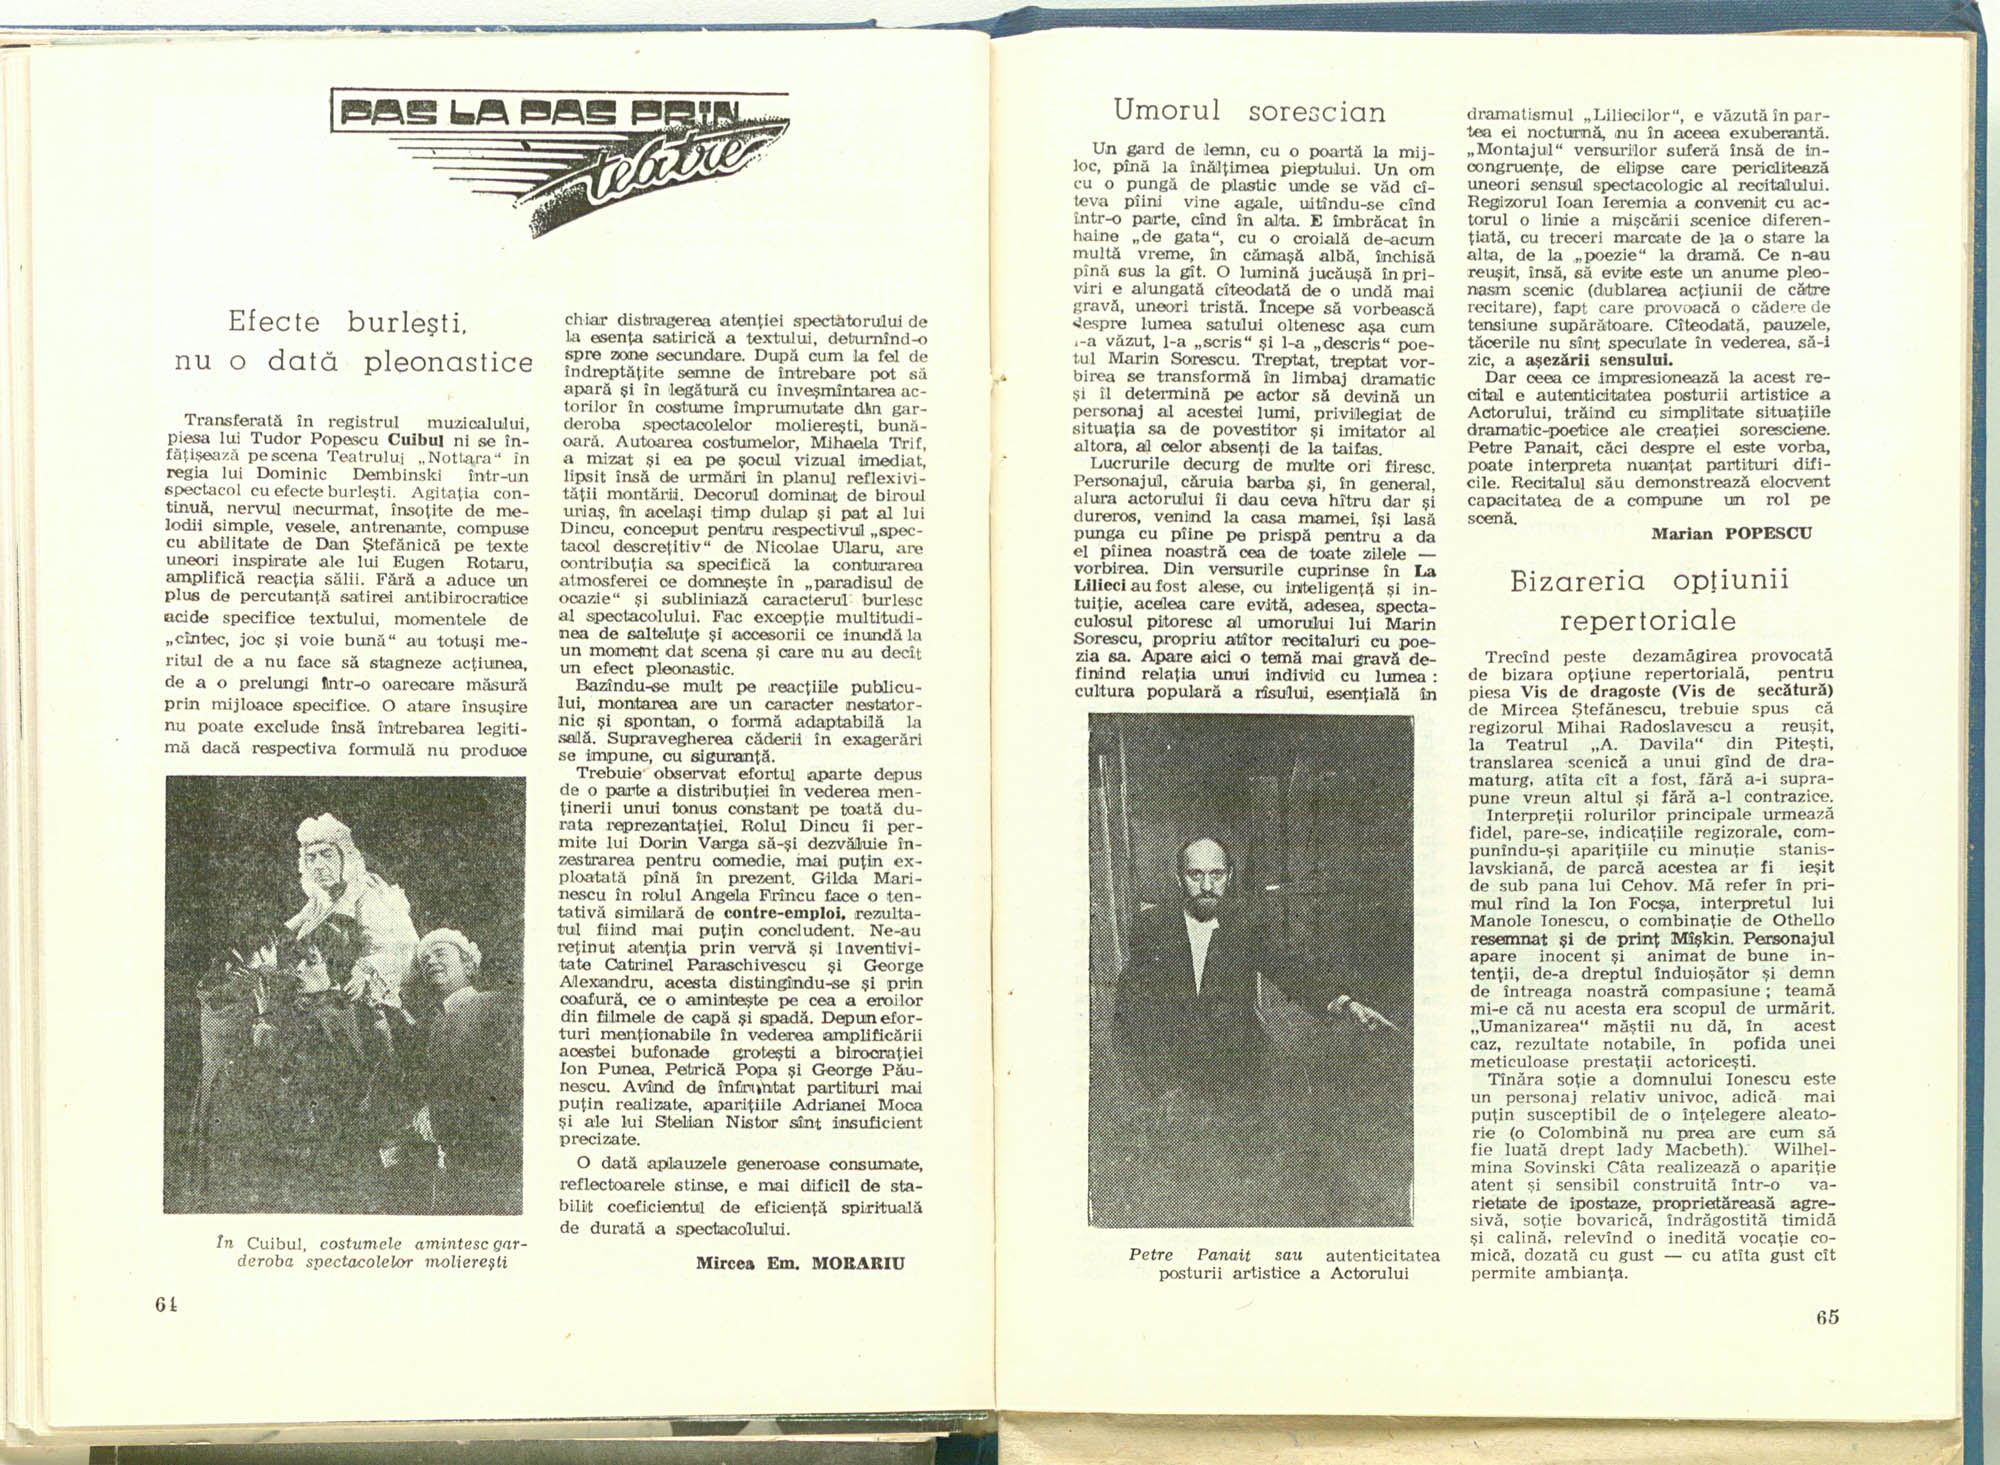 PAS LA PAS PRIN
teatre
Efecte burlești,
nu o dată pleonastice
Transferată în registrul muzicalului,
piesa lui Tudor Popescu Cuibul ni se în-
fățișează pe scena Teatrului „Nottara“ în
regia lui Dominic Dembinski într-un
spectacol cu efecte burlești. Agitația con-
tinuă, nervul necurmat, însoțite de me-
lodii simple, vesele, antrenante, compuse
cu abilitate de Dan Ștefănică pe texte
uneori inspirate ale lui Eugen Rotaru,
amplifică reacția sălii. Fără a aduce un
plus de percutanță satirei antibirocratice
acide specifice textului, momentele de
„cîntec, joc și voie bună“ au totuși me-
ritul de a nu face să stagneze acțiunea,
de a o prelungi într-o oarecare măsură
prin mijloace specifice. O atare însușire
nu poate exclude însă întrebarea legiti-
mă dacă respectiva formulă nu produce
În Cuibul, costumele amintesc gar-
deroba spectacolelor molierești
64
chiar distragerea atenției spectatorului de
la esența satirică a textului, deturnînd-o
spre zone secundare. După cum la fel de
îndreptățite semne de întrebare pot să
apară și în legătură cu înveșmîntarea ac-
torilor în costume împrumutate din gar-
deroba spectacolelor molierești, bună-
oară. Autoarea costumelor, Mihaela Trif,
a mizat și ea pe șocul vizual imediat,
lipsit însă de urmări în planul reflexivi-
tății montării. Decorul dominat de biroul
uriaș, în același timp dulap și pat al lui
Dincu, conceput pentru respectivul „spec-
tacol descrețitiv“ de Nicolae Ularu, are
contribuția sa specifică la conturarea
atmosferei ce domnește în „paradisul de
ocazie“ și subliniază caracterul burlesc
al spectacolului. Fac excepție multitudi-
nea de saltelute și accesorii ce inundă la
un moment dat scena și care nu au decît
un efect pleonastic.
Bazîndu-se mult pe reacțiile publicu-
lui, montarea are un caracter nestator-
nic și spontan, o formă adaptabilă la
sală. Supravegherea căderii în exagerări
se impune, cu siguranță.
Trebuie observat efortul aparte depus
de o parte a distribuției în vederea men-
ținerii unui tonus constant pe toată du-
rata reprezentației. Rolul Dincu îi per-
mite lui Dorin Varga să-și dezvăluie în-
zestrarea pentru comedie, mai puțin ex-
ploatată pînă în prezent. Gilda Mari-
nescu în rolul Angela Frîncu face o ten-
tativă similară de contre-emploi, rezulta-
tul fiind mai puțin concludent. Ne-au
reținut atenția prin vervă și inventivi-
tate Catrinel Paraschivescu și George
Alexandru, acesta distingîndu-se și prin
coafură, ce o amintește pe cea a eroilor
din filmele de capă și spadă. Depun efor-
turi menționabile în vederea amplificării
acestei bufonade grotești a birocrației
Ion Punea, Petrică Popa și George Pău-
nescu. Avînd de înfruntat partituri mai
puțin realizate, aparițiile Adrianei Moca
și ale lui Stelian Nistor sînt insuficient
precizate.
O dată aplauzele generoase consumate,
reflectoarele stinse, e mai dificil de sta-
bilit coeficientul de eficiență spirituală
de durată a spectacolului.
Mircea Em. MORARIU
Umorul sorescian
Un gard de lemn, cu o poartă la mij-
loc, pînă la înălțimea pieptului. Un om
cu o pungă de plastic unde se văd cî-
teva pîini vine agale, uitîndu-se cînd
într-o parte, cînd în alta. E îmbrăcat în
haine „de gata“, cu o croială de-acum
multă vreme, în cămașă albă, închisă
pînă sus la gît. O lumină jucăușă în pri-
viri e alungată cîteodată de o undă mai
gravă, uneori tristă. Începe să vorbească
despre lumea satului oltenesc așa cum
l-a văzut, l-a „scris“ și l-a „descris“ poe-
tul Marin Sorescu. Treptat, treptat vor-
birea se transformă în limbaj dramatic
și îl determină pe actor să devină un
personaj al acestei lumi, privilegiat de
situația sa de povestitor și imitator al
altora, al celor absenți de la taifas.
Lucrurile decurg de multe ori firesc.
Personajul, căruia barba și, în general,
alura actorului îi dau ceva hîtru dar și
dureros, venind la casa mamei, își lasă
punga cu pîine pe prispă pentru a da
el pîinea noastră cea de toate zilele —
vorbirea. Din versurile cuprinse în La
Lilieci au fost alese, cu inteligență și in-
tuiție, acelea care evită, adesea, specta-
culosul pitoresc al umorului lui Marin
Sorescu, propriu atîtor recitaluri cu poe-
zia sa. Apare aici o temă mai gravă de-
finind relația unui individ cu lumea :
cultura populară a rîsului, esențială în
Petre Panait sau autenticitatea
posturii artistice a Actorului
dramatismul „Liliecilor“, e văzută în par-
tea ei nocturnă, nu în aceea exuberantă.
„Montajul“ versurilor suferă însă de in-
congruențe, de elipse care periclitează
uneori sensul spectacologic al recitalului.
Regizorul Ioan Ieremia a convenit cu ac-
torul o linie a mișcării scenice diferen-
țiată, cu treceri marcate de la o stare la
alta, de la „poezie“ la dramă. Ce n-au
reușit, însă, să evite este un anume pleo-
nasm scenic (dublarea acțiunii de către
recitare), fapt care provoacă o cădere de
tensiune supărătoare. Cîteodată, pauzele,
tăcerile nu sînt speculate în vederea, să-i
zic, a așezării sensului.
Dar ceea ce impresionează la acest re-
cital e autenticitatea posturii artistice a
Actorului, trăind cu simplitate situațiile
dramatic-poetice ale creației soresciene.
Petre Panait, căci despre el este vorba,
poate interpreta nuanțat partituri difi-
cile. Recitalul său demonstrează elocvent
capacitatea de a compune un rol pe
scenă.
Marian POPESCU
Bizareria opțiunii
repertoriale
Trecînd peste dezamăgirea provocată
de bizara opțiune repertorială, pentru
piesa Vis de dragoste (Vis de secătură)
de Mircea Ștefănescu, trebuie spus că
regizorul Mihai Radoslavescu a reușit,
la Teatrul „A. Davila“ din Pitești,
translarea scenică a unui gînd de dra-
maturg, atîta cît a fost, fără a-i supra-
pune vreun altul și fără a-l contrazice.
Interpreții rolurilor principale urmează
fidel, pare-se, indicațiile regizorale, com-
punîndu-și aparițiile cu minuție stanis-
lavskiană, de parcă acestea ar fi ieșit
de sub pana lui Cehov. Mă refer în pri-
mul rînd la Ion Focșa, interpretul lui
Manole Ionescu, o combinație de Othello
resemnat și de prinț Mîșkin. Personajul
apare inocent și animat de bune in-
tenții, de-a dreptul înduioșător și demn
de întreaga noastră compasiune ; teamă
mi-e că nu acesta era scopul de urmărit.
„Umanizarea“ măștii nu dă, în acest
caz, rezultate notabile, în pofida unei
meticuloase prestații actoricești.
Tînăra soție a domnului Ionescu este
un personaj relativ univoc, adică mai
puțin susceptibil de o înțelegere aleato-
rie (o Colombină nu prea are cum să
fie luată drept lady Macbeth). Wilhel-
mina Sovinski Câta realizează o apariție
atent și sensibil construită într-o va-
rietate de ipostaze, proprietăreasă agre-
sivă, soție bovarică, îndrăgostită timidă
și calină, relevînd o inedită vocație co-
mică, dozată cu gust — cu atîta gust cît
permite ambianța.
65